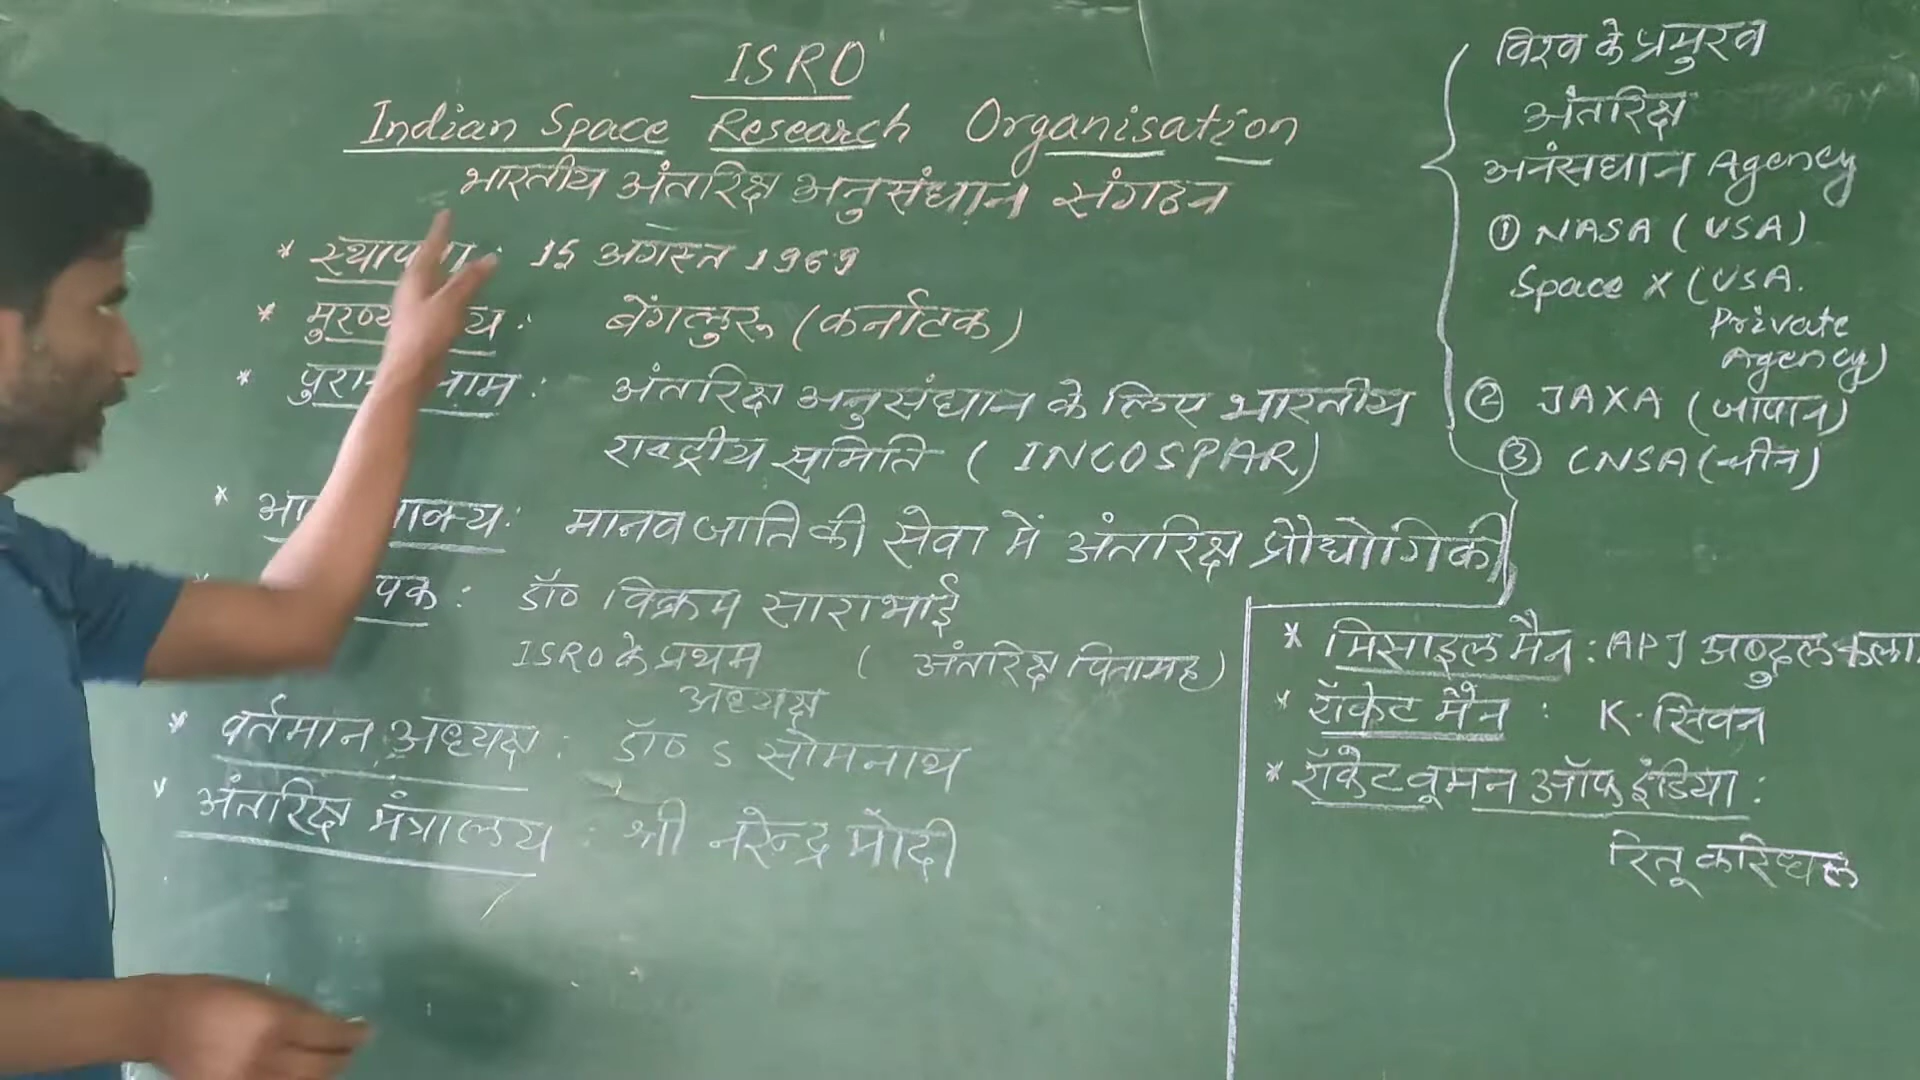 ISRO
Indian Space Research Organisation
भारतीय अंतरिक्ष अनुसंधान संगठन
* : 15 अगस्त 1969
* : बेंगलुरु (कर्नाटक)
* नाम : अंतरिक्ष अनुसंधान के लिए भारतीय
राष्ट्रीय समिति ( INCOSPAR)
* वाक्य : मानव जाति की सेवा में अंतरिक्ष प्रौद्योगिकी
: डॉ० विक्रम साराभाई
ISRO के प्रथम ( अंतरिक्ष पितामह)
अध्यक्ष
* वर्तमान अध्यक्ष : डॉ० S सोमनाथ
* अंतरिक्ष मंत्रालय : श्री नरेन्द्र मोदी
विश्व के प्रमुख
अंतरिक्ष
अनंसधान Agency
① NASA ( USA)
Space X (USA.
Private
Agency)
② JAXA (जापान)
③ CNSA (चीन)
* मिसाइल मैन : APJ अब्दुल
* रॉकेट मैन : K. सिवन
* रॉकेट वूमन ऑफ इंडिया :
रितू करिधल